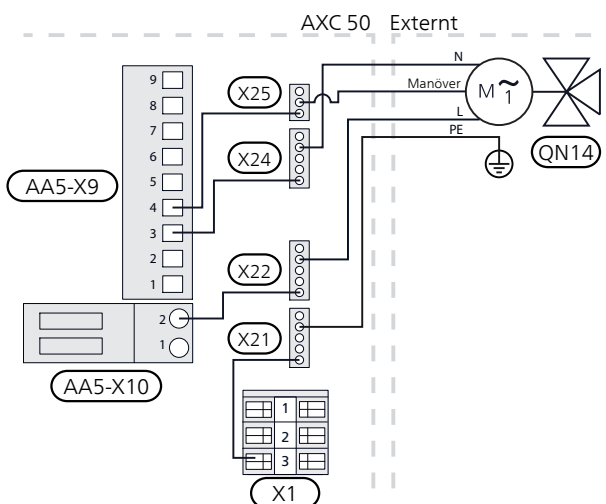 AXC 50 Externt
N
9
X25
Manöver
M ~ 1
8
7
L
X24
6
PE
QN14
5
AA5-X9
4
3
2
X22
1
2
X21
1
AA5-X10
1
2
3
X1